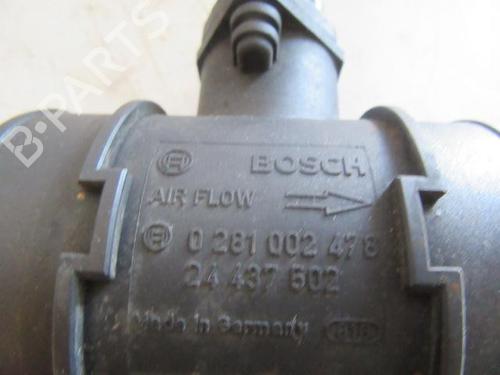 B-PARTS
BOSCH
AIR FLOW
0 281 002 478
24 437 502
Made in Germany